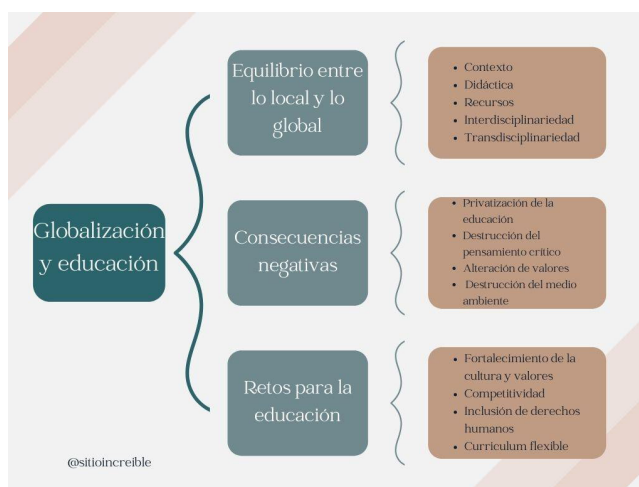 Globalización
y educación
Equilibrio entre
lo local y lo
global
• Contexto
• Didáctica
• Recursos
• Interdisciplinariedad
• Transdisciplinariedad
Consecuencias
negativas
• Privatización de la
educación
• Destrucción del
pensamiento crítico
• Alteración de valores
• Destrucción del medio
ambiente
Retos para la
educación
• Fortalecimiento de la
cultura y valores
• Competitividad
• Inclusión de derechos
humanos
• Curriculum flexible
@sitioincreible